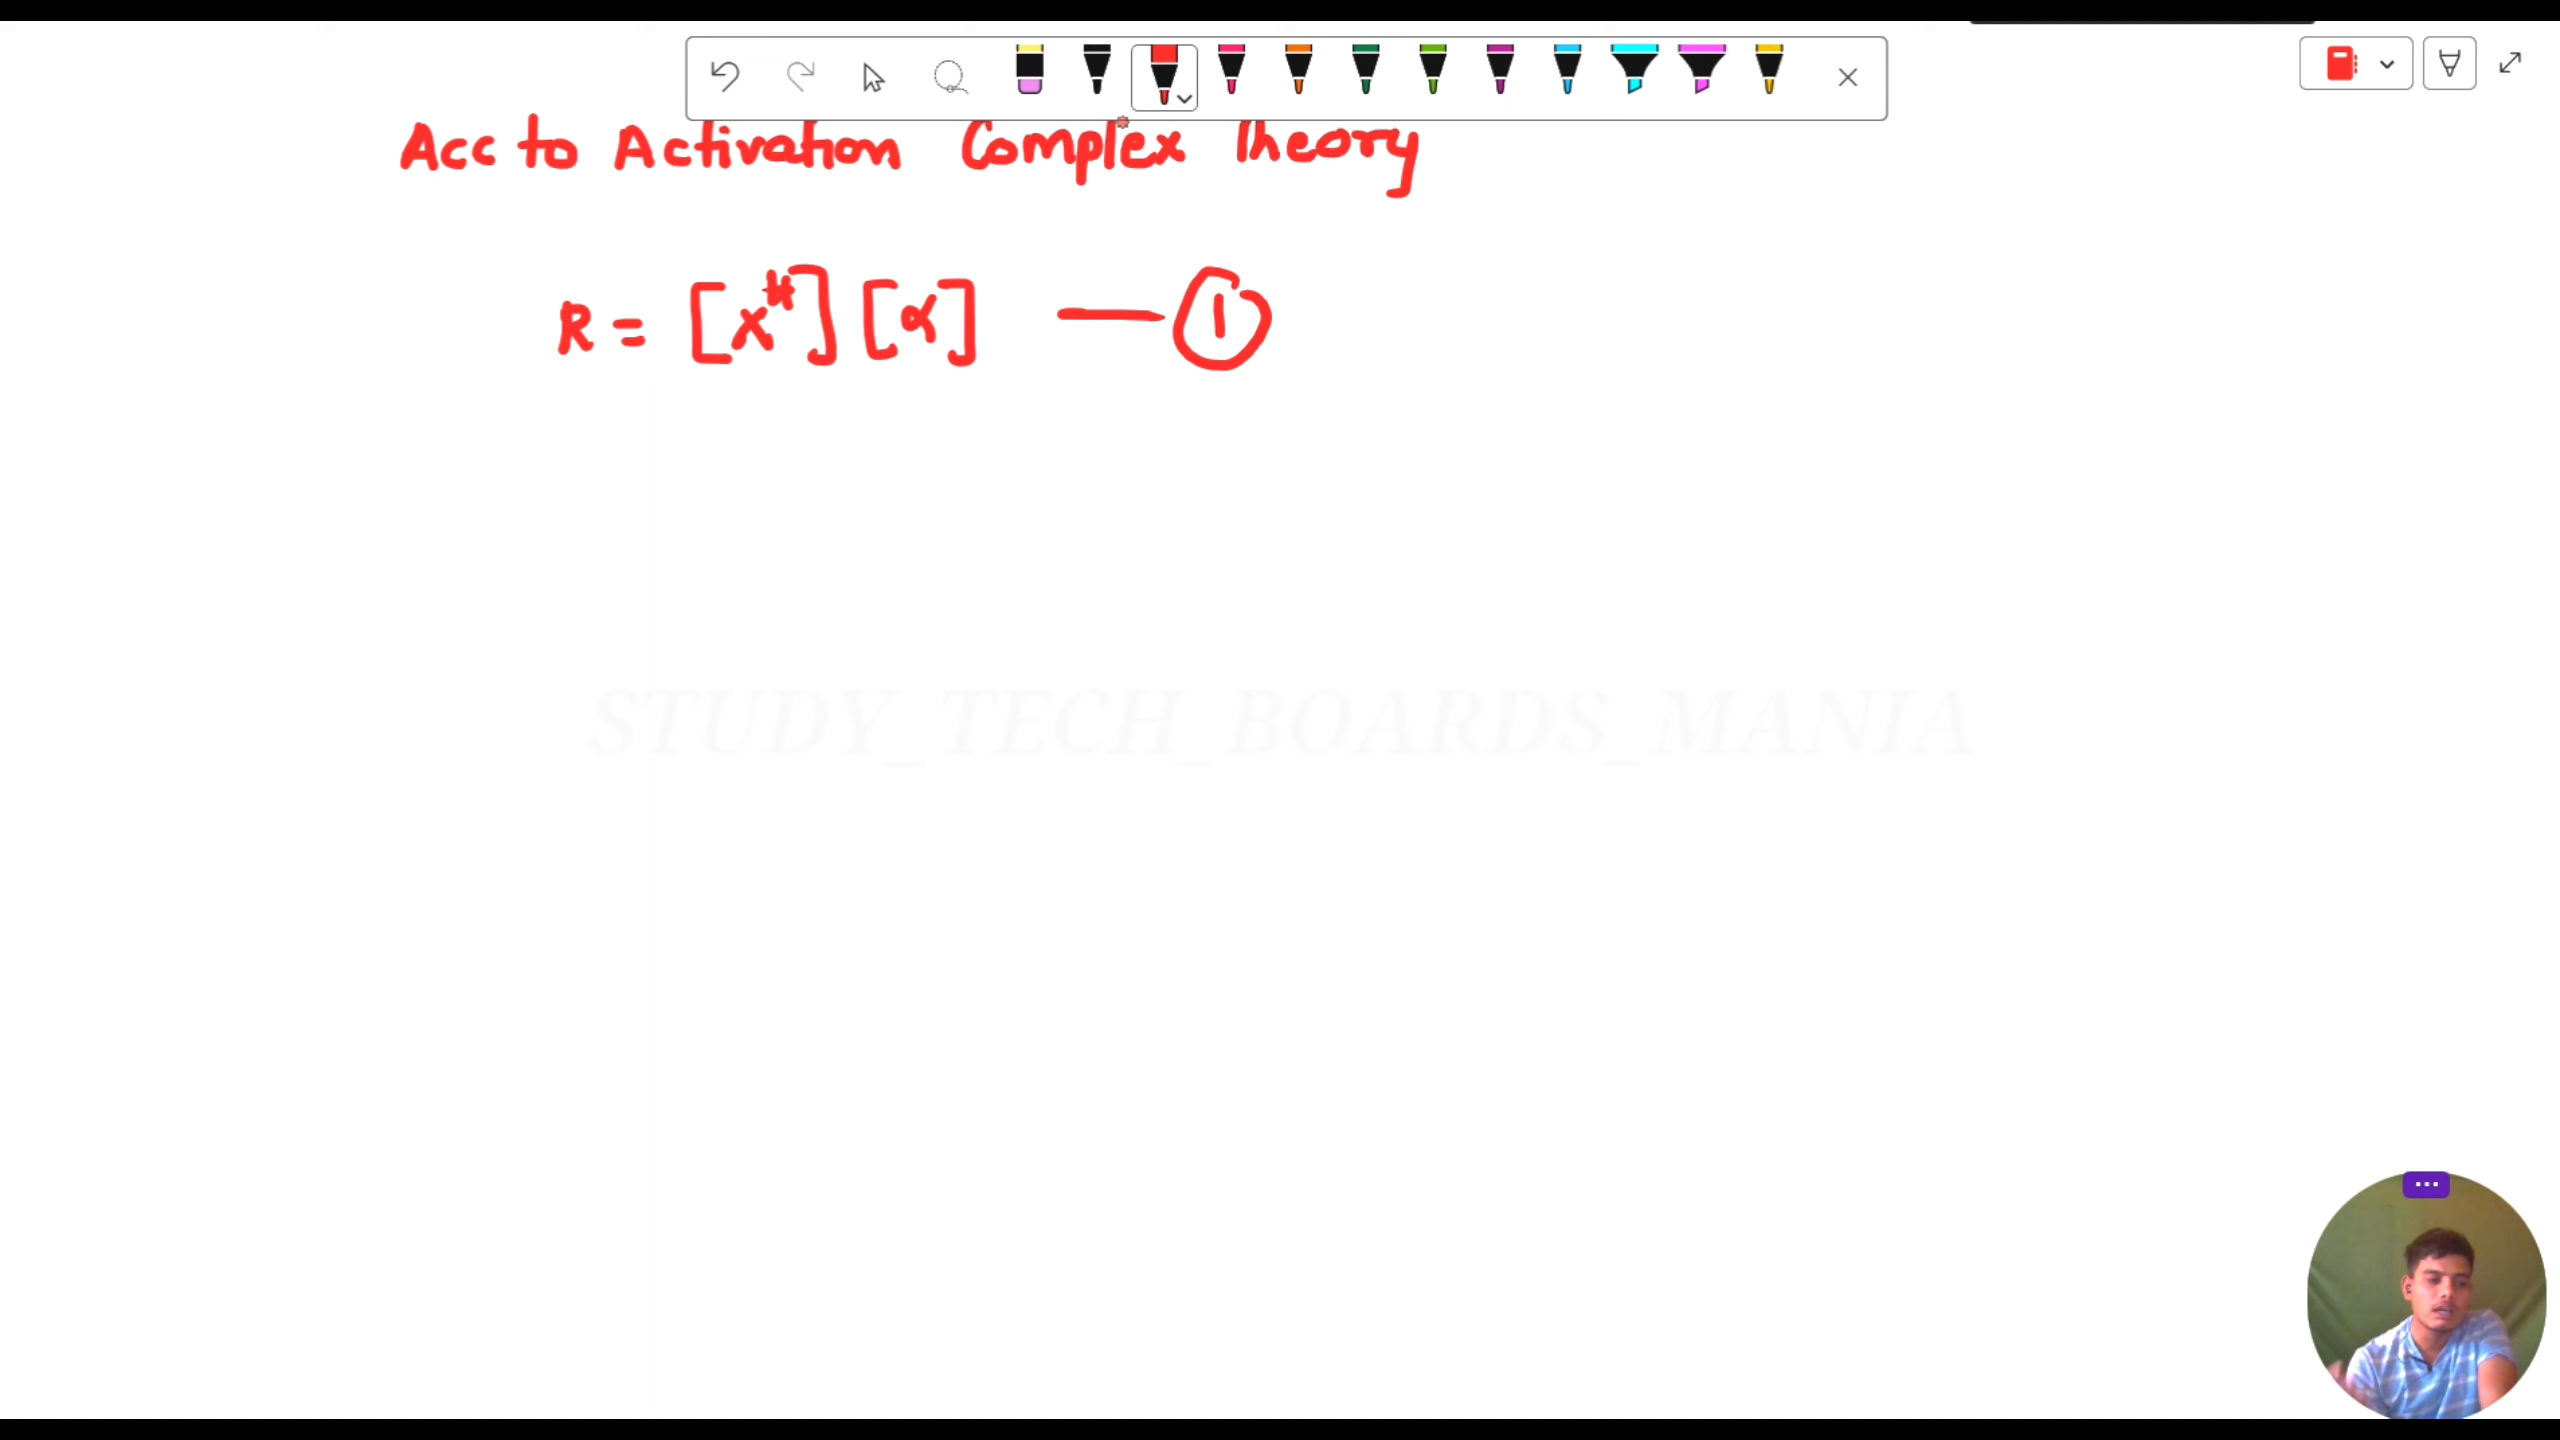 Acc to Activation Complex Theory
R = [x*] [α] — ①
STUDY_TECH_BOARDS_MANIA